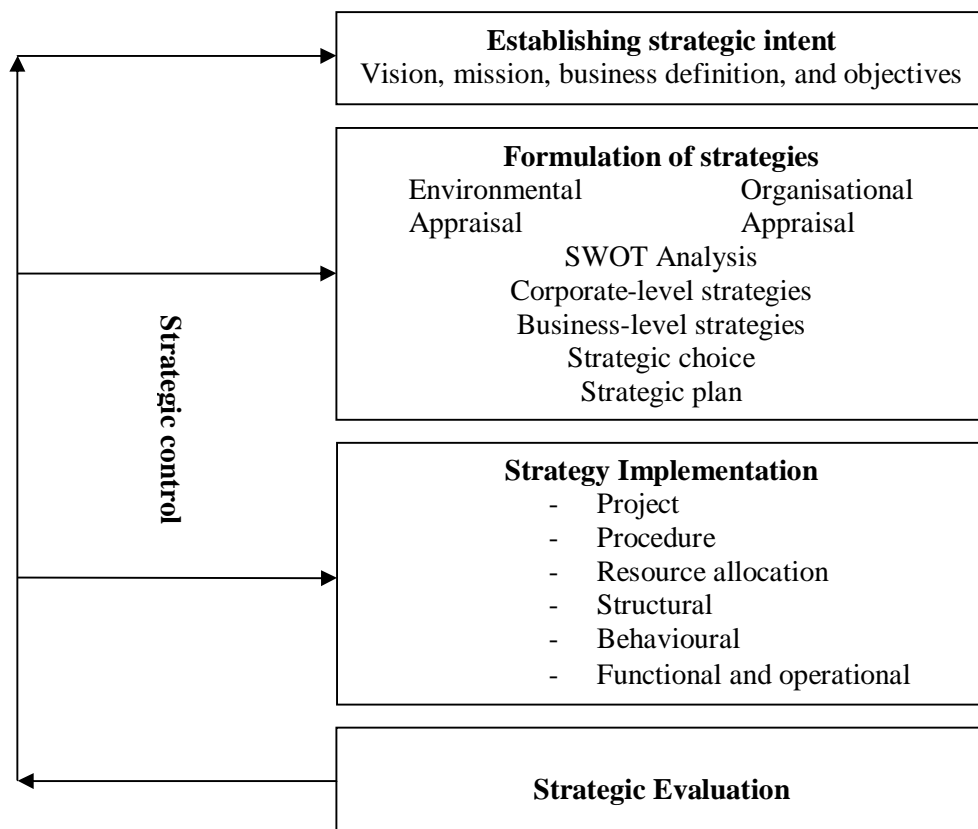 Establishing strategic intent
Vision, mission, business definition, and objectives
Formulation of strategies
Environmental Appraisal
Organisational Appraisal
SWOT Analysis
Corporate-level strategies
Business-level strategies
Strategic choice
Strategic plan
Strategic control
Strategy Implementation
- Project
- Procedure
- Resource allocation
- Structural
- Behavioural
- Functional and operational
Strategic Evaluation